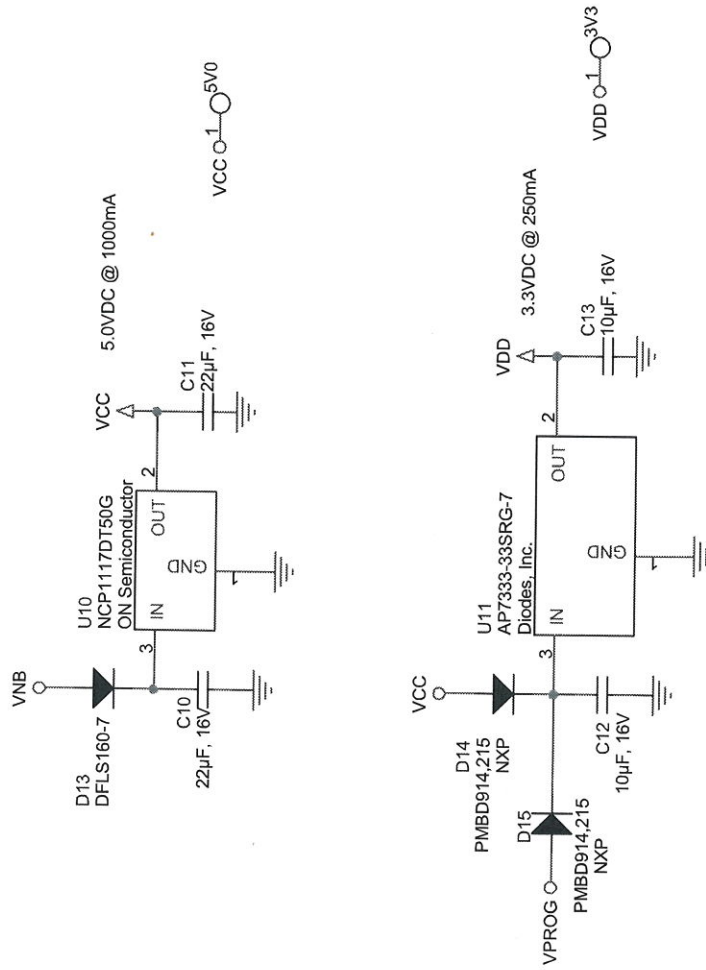 VNB
D13
DFLS160-7
C10
22µF, 16V
U10
NCP1117DT50G
ON Semiconductor
3
IN
OUT
2
GND
1
VCC
5.0VDC @ 1000mA
C11
22µF, 16V
VCC
1
5V0
VPROG
D15
PMBD914,215
NXP
VCC
D14
PMBD914,215
NXP
C12
10µF, 16V
U11
AP7333-33SRG-7
Diodes, Inc.
3
IN
OUT
2
GND
1
VDD
3.3VDC @ 250mA
C13
10µF, 16V
VDD
1
3V3